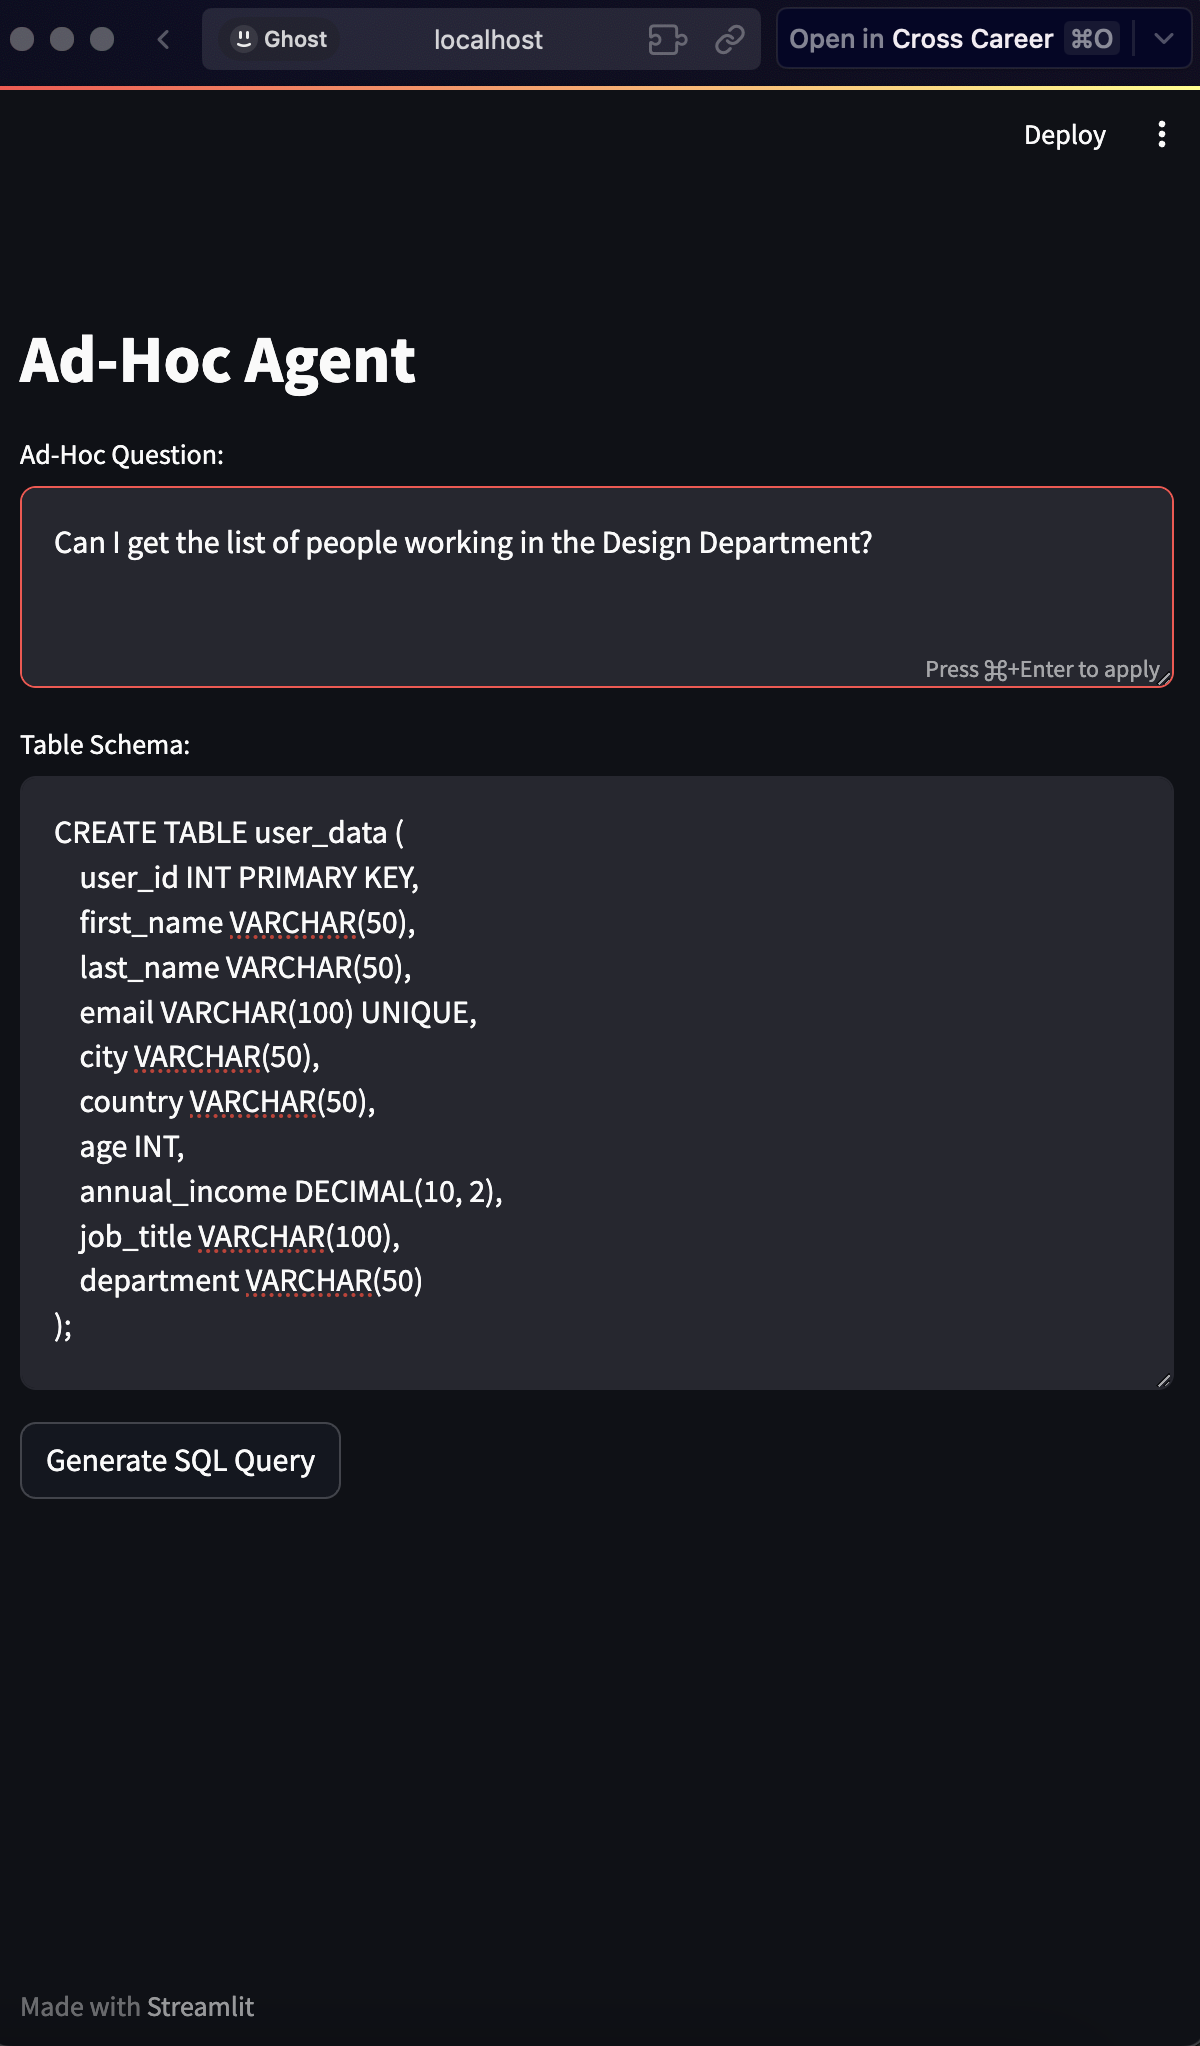 Ghost
localhost
Open in Cross Career ⌘O
Deploy
Ad-Hoc Agent
Ad-Hoc Question:
Can I get the list of people working in the Design Department?
Press ⌘+Enter to apply
Table Schema:
CREATE TABLE user_data (
user_id INT PRIMARY KEY,
first_name VARCHAR(50),
last_name VARCHAR(50),
email VARCHAR(100) UNIQUE,
city VARCHAR(50),
country VARCHAR(50),
age INT,
annual_income DECIMAL(10, 2),
job_title VARCHAR(100),
department VARCHAR(50)
);
Generate SQL Query
Made with Streamlit